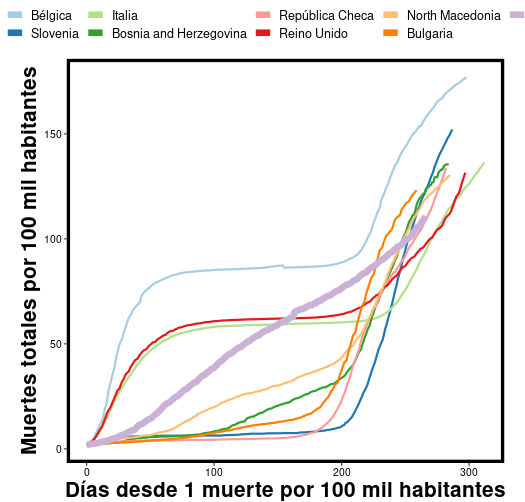 Bélgica Italia República Checa North Macedonia
Slovenia Bosnia and Herzegovina Reino Unido Bulgaria
Muertes totales por 100 mil habitantes
150
100
50
0
0 100 200 300
Días desde 1 muerte por 100 mil habitantes